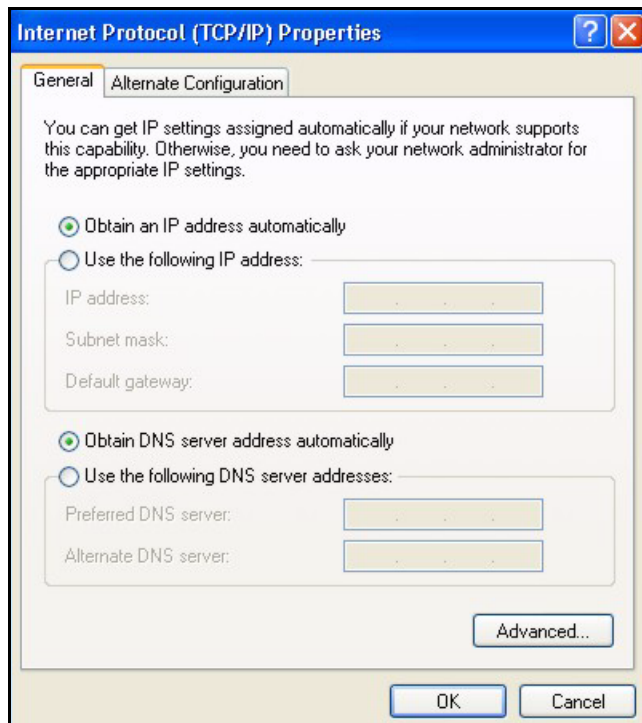 Internet Protocol (TCP/IP) Properties
General
Alternate Configuration
You can get IP settings assigned automatically if your network supports
this capability. Otherwise, you need to ask your network administrator for
the appropriate IP settings.
Obtain an IP address automatically
Use the following IP address:
IP address:
Subnet mask:
Default gateway:
Obtain DNS server address automatically
Use the following DNS server addresses:
Preferred DNS server:
Alternate DNS server:
Advanced...
OK
Cancel